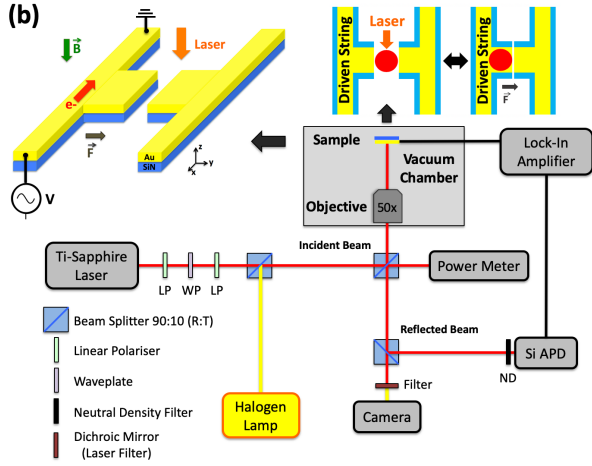 (b)
B
Laser
e-
F
Au
SiN
z
y
x
V
Laser
Driven String
Driven String
F
Sample
Vacuum
Chamber
Objective
50x
Lock-In
Amplifier
Incident Beam
Ti-Sapphire
Laser
LP
WP
LP
Power Meter
Beam Splitter 90:10 (R:T)
Reflected Beam
Linear Polariser
Si APD
ND
Waveplate
Filter
Halogen
Lamp
Camera
Neutral Density Filter
Dichroic Mirror
(Laser Filter)